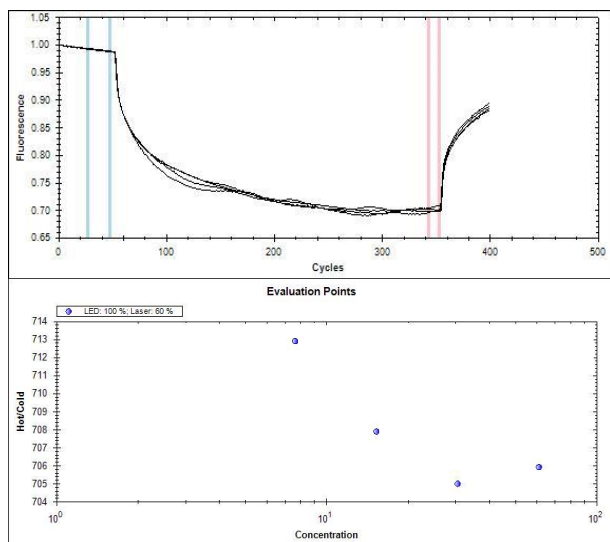 1.05
1.00
0.95
0.90
0.85
0.80
0.75
0.70
0.65
Fluorescence
0 100 200 300 400 500
Cycles
Evaluation Points
LED: 100 %; Laser: 60 %
714
713
712
711
710
709
708
707
706
705
704
Hot/Cold
10^0 10^1 10^2
Concentration